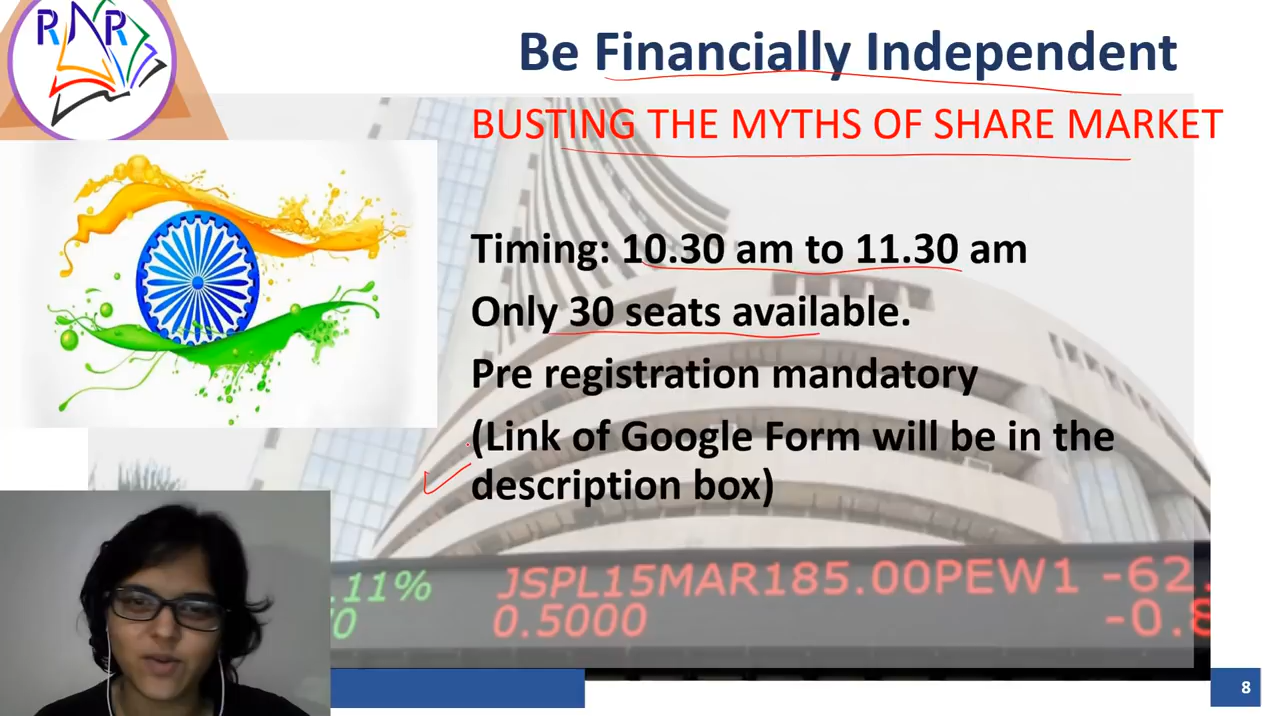 RNR
Be Financially Independent
BUSTING THE MYTHS OF SHARE MARKET
Timing: 10.30 am to 11.30 am
Only 30 seats available.
Pre registration mandatory
(Link of Google Form will be in the
description box)
.11% JSPL15MAR185.00PEW1 -62.
0 0.5000 -0.8
8